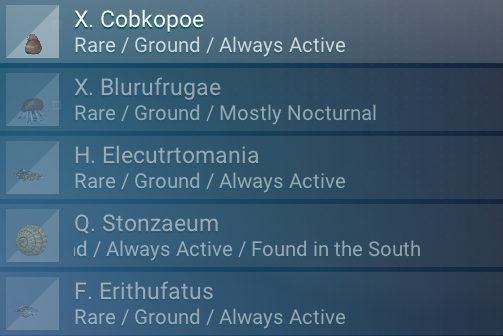 X. Cobkopoe
Rare / Ground / Always Active
X. Blurufrugae
Rare / Ground / Mostly Nocturnal
H. Elecutrtomania
Rare / Ground / Always Active
Q. Stonzaeum
/ Always Active / Found in the South
F. Erithufatus
Rare / Ground / Always Active